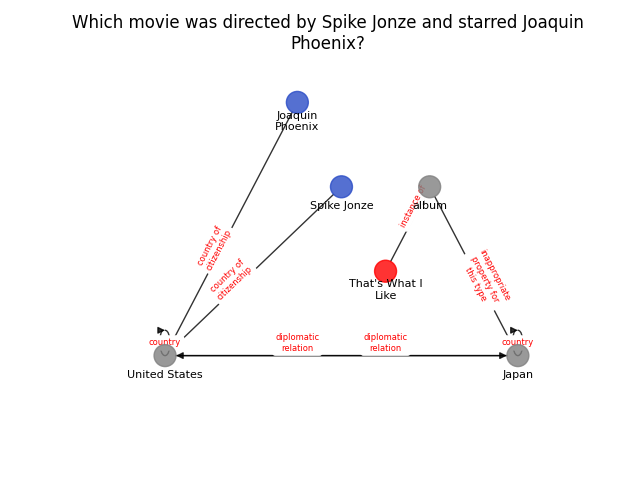 Which movie was directed by Spike Jonze and starred Joaquin
Phoenix?
Joaquin
Phoenix
Spike Jonze
album
instance of
country of
citizenship
country of
citizenship
inappropriate
property for
this type
That's What I
Like
country
diplomatic
relation
diplomatic
relation
country
United States
Japan